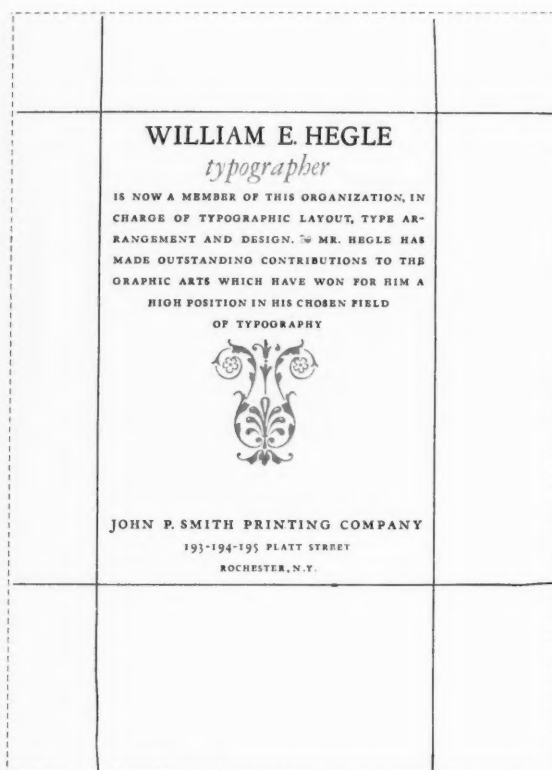 WILLIAM E. HEGLE
typographer
IS NOW A MEMBER OF THIS ORGANIZATION, IN
CHARGE OF TYPOGRAPHIC LAYOUT, TYPE AR-
RANGEMENT AND DESIGN. ❧ MR. HEGLE HAS
MADE OUTSTANDING CONTRIBUTIONS TO THE
GRAPHIC ARTS WHICH HAVE WON FOR HIM A
HIGH POSITION IN HIS CHOSEN FIELD
OF TYPOGRAPHY
JOHN P. SMITH PRINTING COMPANY
193-194-195 PLATT STREET
ROCHESTER, N.Y.